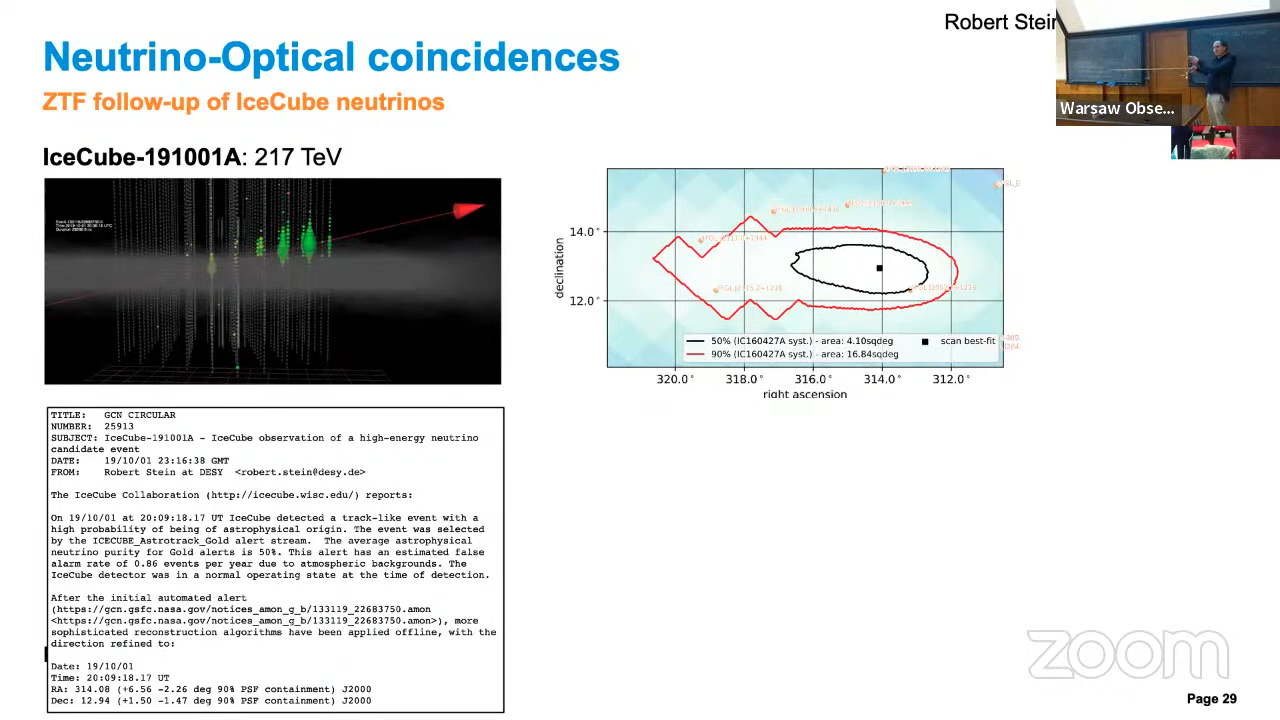 Robert Stein
Neutrino-Optical coincidences
ZTF follow-up of IceCube neutrinos
Warsaw Obse...
IceCube-191001A: 217 TeV
14.0°
12.0°
declination
50% (IC160427A syst.) - area: 4.10sqdeg
90% (IC160427A syst.) - area: 16.84sqdeg
scan best-fit
320.0° 318.0° 316.0° 314.0° 312.0°
right ascension
TITLE: GCN CIRCULAR
NUMBER: 25913
SUBJECT: IceCube-191001A - IceCube observation of a high-energy neutrino
candidate event
DATE: 19/10/01 23:16:38 GMT
FROM: Robert Stein at DESY <robert.stein@desy.de>
The IceCube Collaboration (http://icecube.wisc.edu/) reports:
On 19/10/01 at 20:09:18.17 UT IceCube detected a track-like event with a
high probability of being of astrophysical origin. The event was selected
by the ICECUBE_Astrotrack_Gold alert stream. The average astrophysical
neutrino purity for Gold alerts is 50%. This alert has an estimated false
alarm rate of 0.86 events per year due to atmospheric backgrounds. The
IceCube detector was in a normal operating state at the time of detection.
After the initial automated alert
(https://gcn.gsfc.nasa.gov/notices_amon_g_b/133119_22683750.amon
<https://gcn.gsfc.nasa.gov/notices_amon_g_b/133119_22683750.amon>), more
sophisticated reconstruction algorithms have been applied offline, with the
direction refined to:
Date: 19/10/01
Time: 20:09:18.17 UT
RA: 314.08 (+6.56 -2.26 deg 90% PSF containment) J2000
Dec: 12.94 (+1.50 -1.47 deg 90% PSF containment) J2000
zoom
Page 29